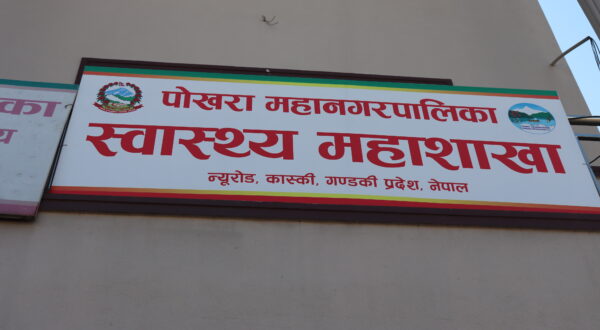 पोखरा महानगरपालिका
स्वास्थ्य महाशाखा
न्यूरोड, कास्की, गण्डकी प्रदेश, नेपाल
का
य